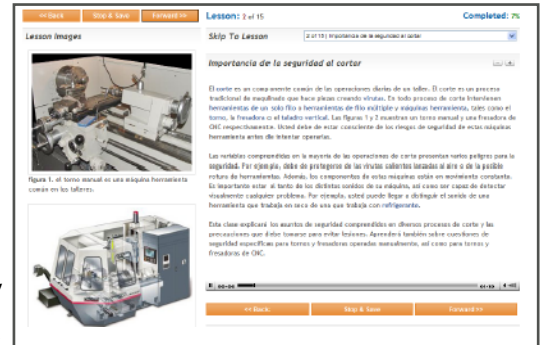 << Back
Stop & Save
Forward >>
Lesson: 2 of 15
Completed: 7%
Lesson Images
Skip To Lesson
2 of 15 | Importancia de la seguridad al cortar
Importancia de la seguridad al cortar
El corte es un componente común de las operaciones diarias de un taller. El corte es un proceso
tradicional de maquinado que hace piezas creando virutas. En todo proceso de corte intervienen
herramientas de un solo filo o herramientas de filo múltiple y máquinas herramienta, tales como el
torno, la fresadora o el taladro vertical. Las figuras 1 y 2 muestran un torno manual y una fresadora de
CNC respectivamente. Usted debe de estar consciente de los riesgos de seguridad de estas máquinas
herramienta antes de intentar operarlas.
Las variables comprendidas en la mayoría de las operaciones de corte presentan varios peligros para la
seguridad. Por ejemplo, debe de protegerse de las virutas calientes lanzadas al aire o de la posible
rotura de herramientas. Además, los componentes de estas máquinas están en movimiento constante.
Es importante estar al tanto de los distintos sonidos de su máquina, así como ser capaz de detectar
visualmente cualquier problema. Por ejemplo, usted puede llegar a distinguir el sonido de una
herramienta que trabaja en seco de una que trabaja con refrigerante.
Esta clase explicará los asuntos de seguridad comprendidos en diversos procesos de corte y las
precauciones que debe tomarse para evitar lesiones. Aprenderá también sobre cuestiones de
seguridad específicas para tornos y fresadoras operadas manualmente, así como para tornos y
fresadoras de CNC.
Figura 1. El torno manual es una máquina herramienta
común en los talleres.
<< Back
Stop & Save
Forward >>